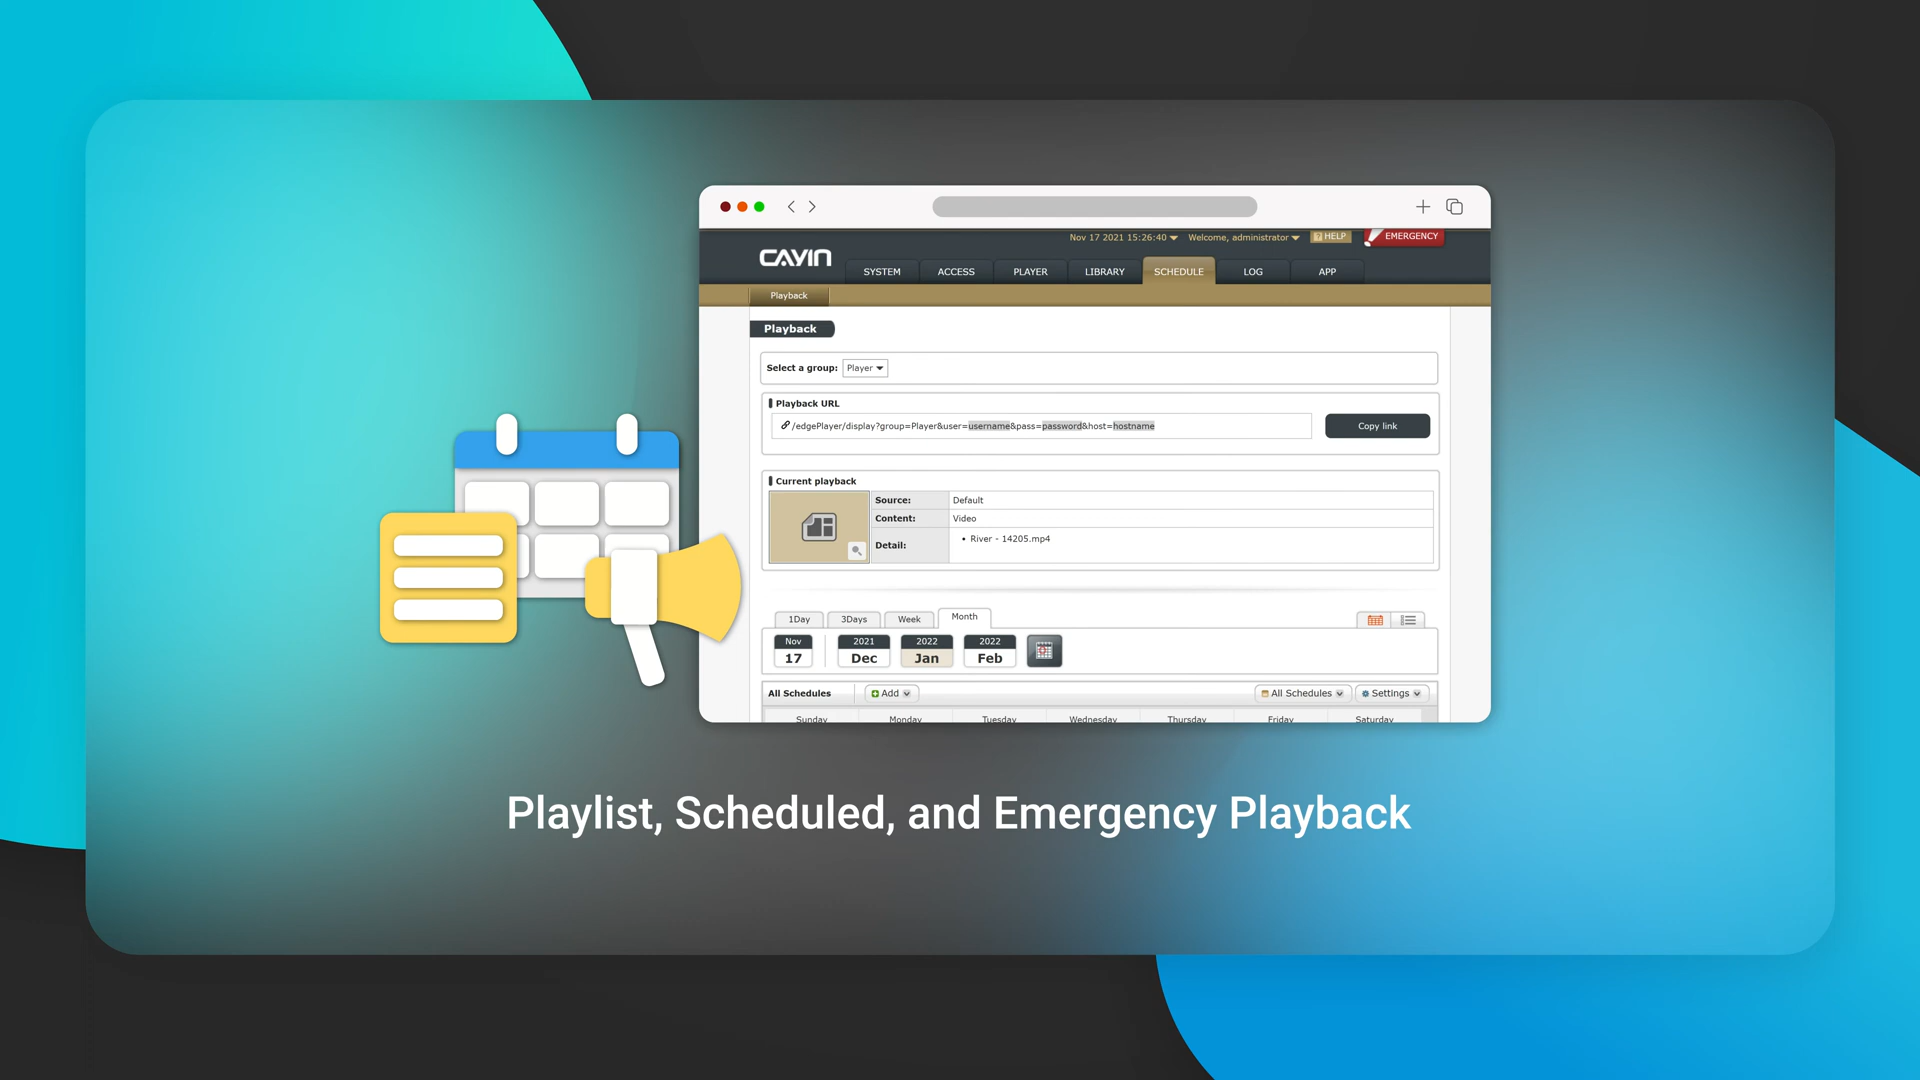 Nov 17 2021 15:26:40 Welcome, administrator ? HELP EMERGENCY
CAYIN
SYSTEM ACCESS PLAYER LIBRARY SCHEDULE LOG APP
Playback
Playback
Select a group: Player
Playback URL
/edgePlayer/display?group=Player&user=username&pass=password&host=hostname Copy link
Current playback
Source: Default
Content: Video
Detail: • River - 14205.mp4
1Day 3Days Week Month
Nov 2021 2022 2022
17 Dec Jan Feb
All Schedules Add All Schedules Settings
Sunday Monday Tuesday Wednesday Thursday Friday Saturday
Playlist, Scheduled, and Emergency Playback